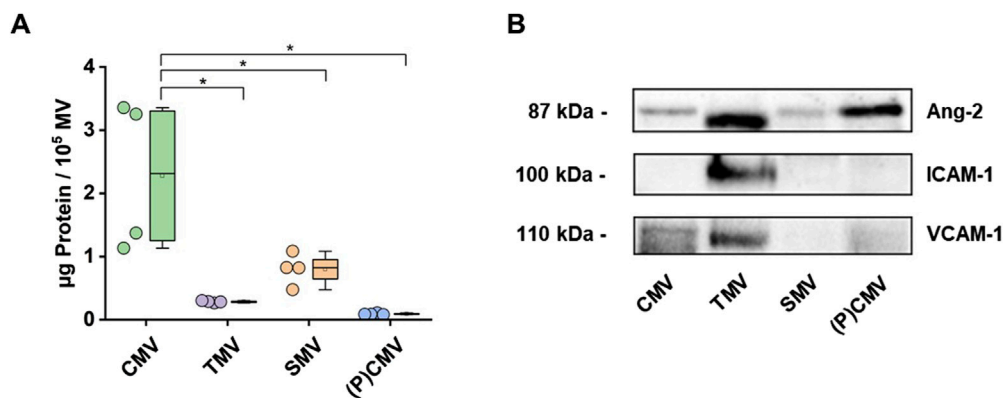 A
B
*
*
*
µg Protein / 10⁵ MV
4
3
2
1
0
CMV
TMV
SMV
(P)CMV
87 kDa - Ang-2
100 kDa - ICAM-1
110 kDa - VCAM-1
CMV
TMV
SMV
(P)CMV